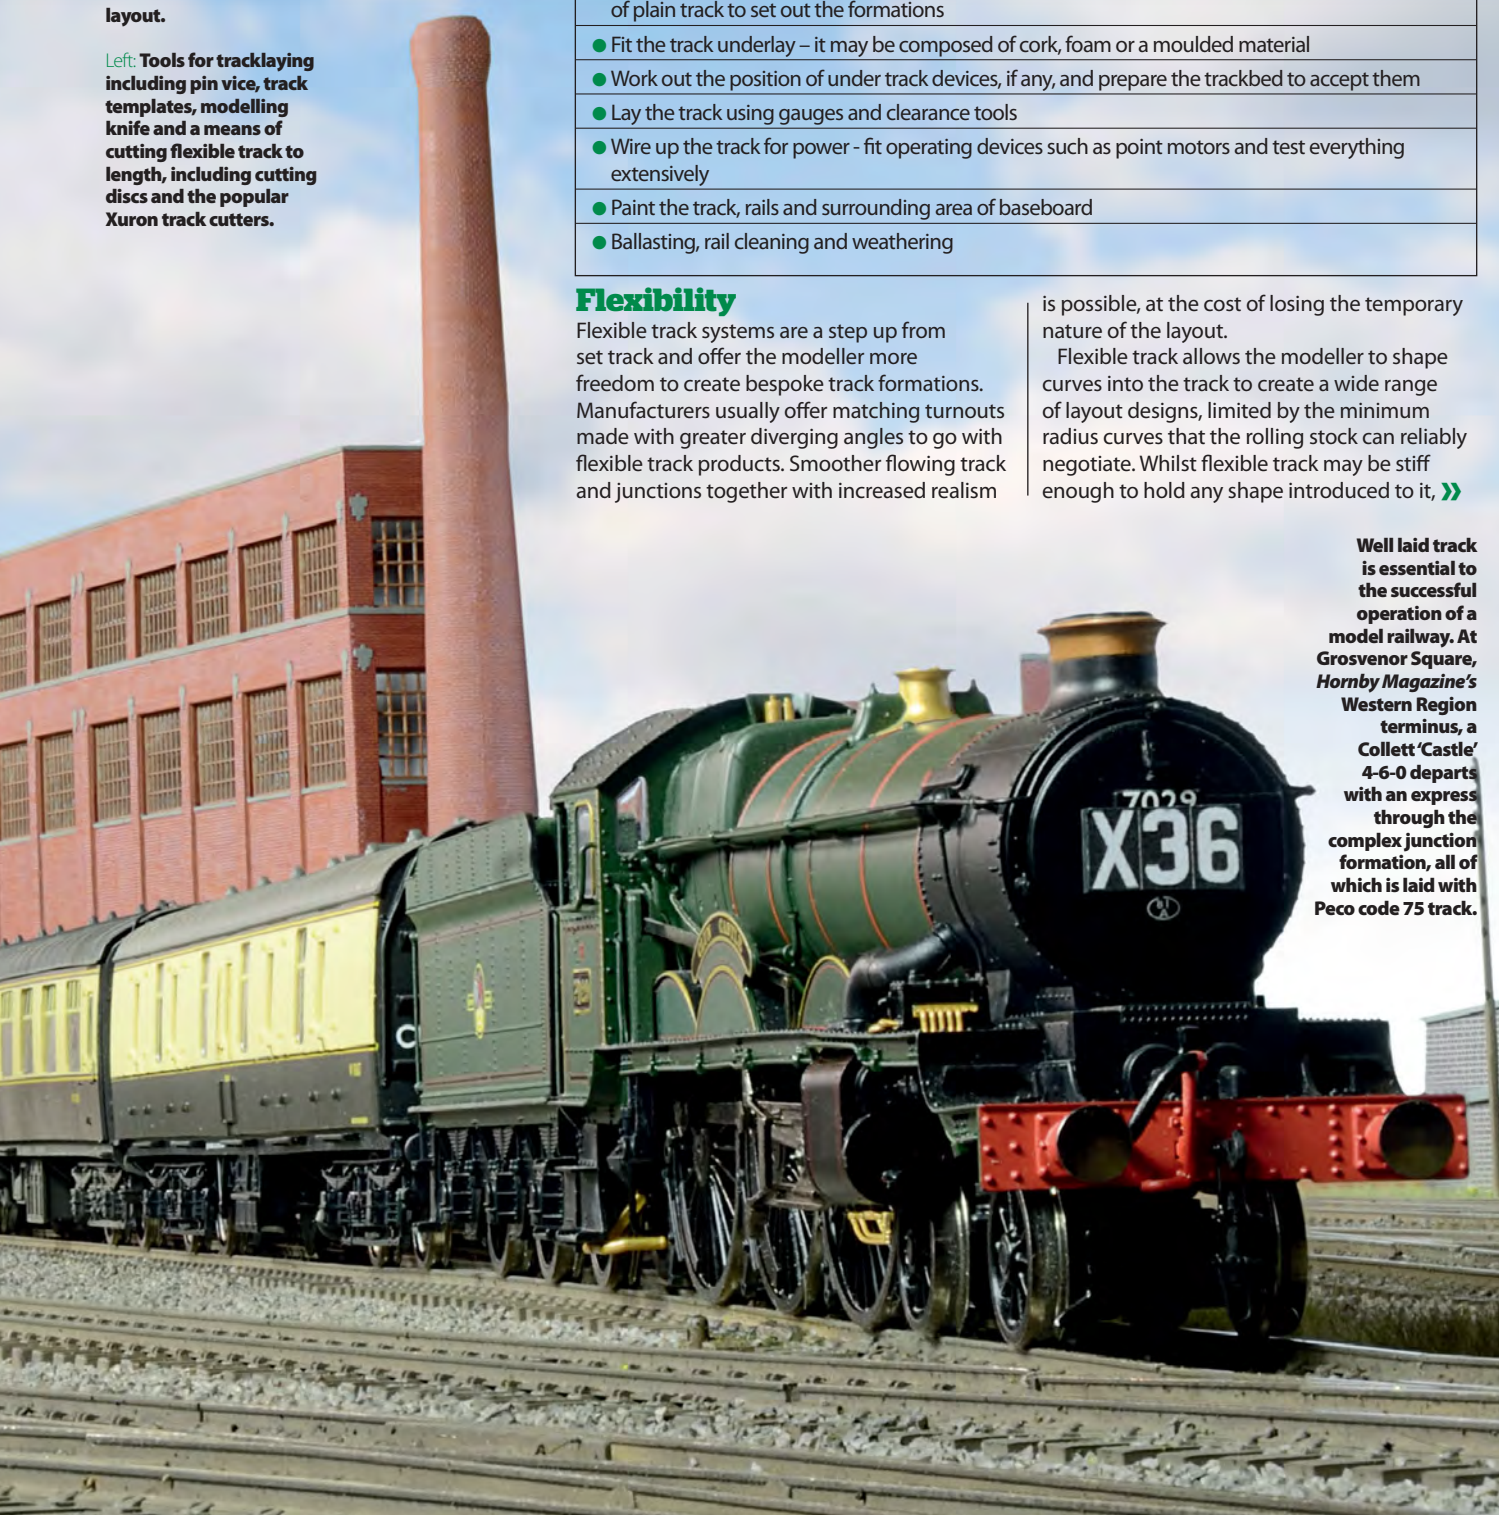 layout.
Left: Tools for tracklaying
including pin vice, track
templates, modelling
knife and a means of
cutting flexible track to
length, including cutting
discs and the popular
Xuron track cutters.
of plain track to set out the formations
● Fit the track underlay – it may be composed of cork, foam or a moulded material
● Work out the position of under track devices, if any, and prepare the trackbed to accept them
● Lay the track using gauges and clearance tools
● Wire up the track for power - fit operating devices such as point motors and test everything
extensively
● Paint the track, rails and surrounding area of baseboard
● Ballasting, rail cleaning and weathering
Flexibility
Flexible track systems are a step up from
set track and offer the modeller more
freedom to create bespoke track formations.
Manufacturers usually offer matching turnouts
made with greater diverging angles to go with
flexible track products. Smoother flowing track
and junctions together with increased realism
is possible, at the cost of losing the temporary
nature of the layout.
Flexible track allows the modeller to shape
curves into the track to create a wide range
of layout designs, limited by the minimum
radius curves that the rolling stock can reliably
negotiate. Whilst flexible track may be stiff
enough to hold any shape introduced to it, »
Well laid track
is essential to
the successful
operation of a
model railway. At
Grosvenor Square,
Hornby Magazine's
Western Region
terminus, a
Collett 'Castle'
4-6-0 departs
with an express
through the
complex junction
formation, all of
which is laid with
Peco code 75 track.
7029
X36